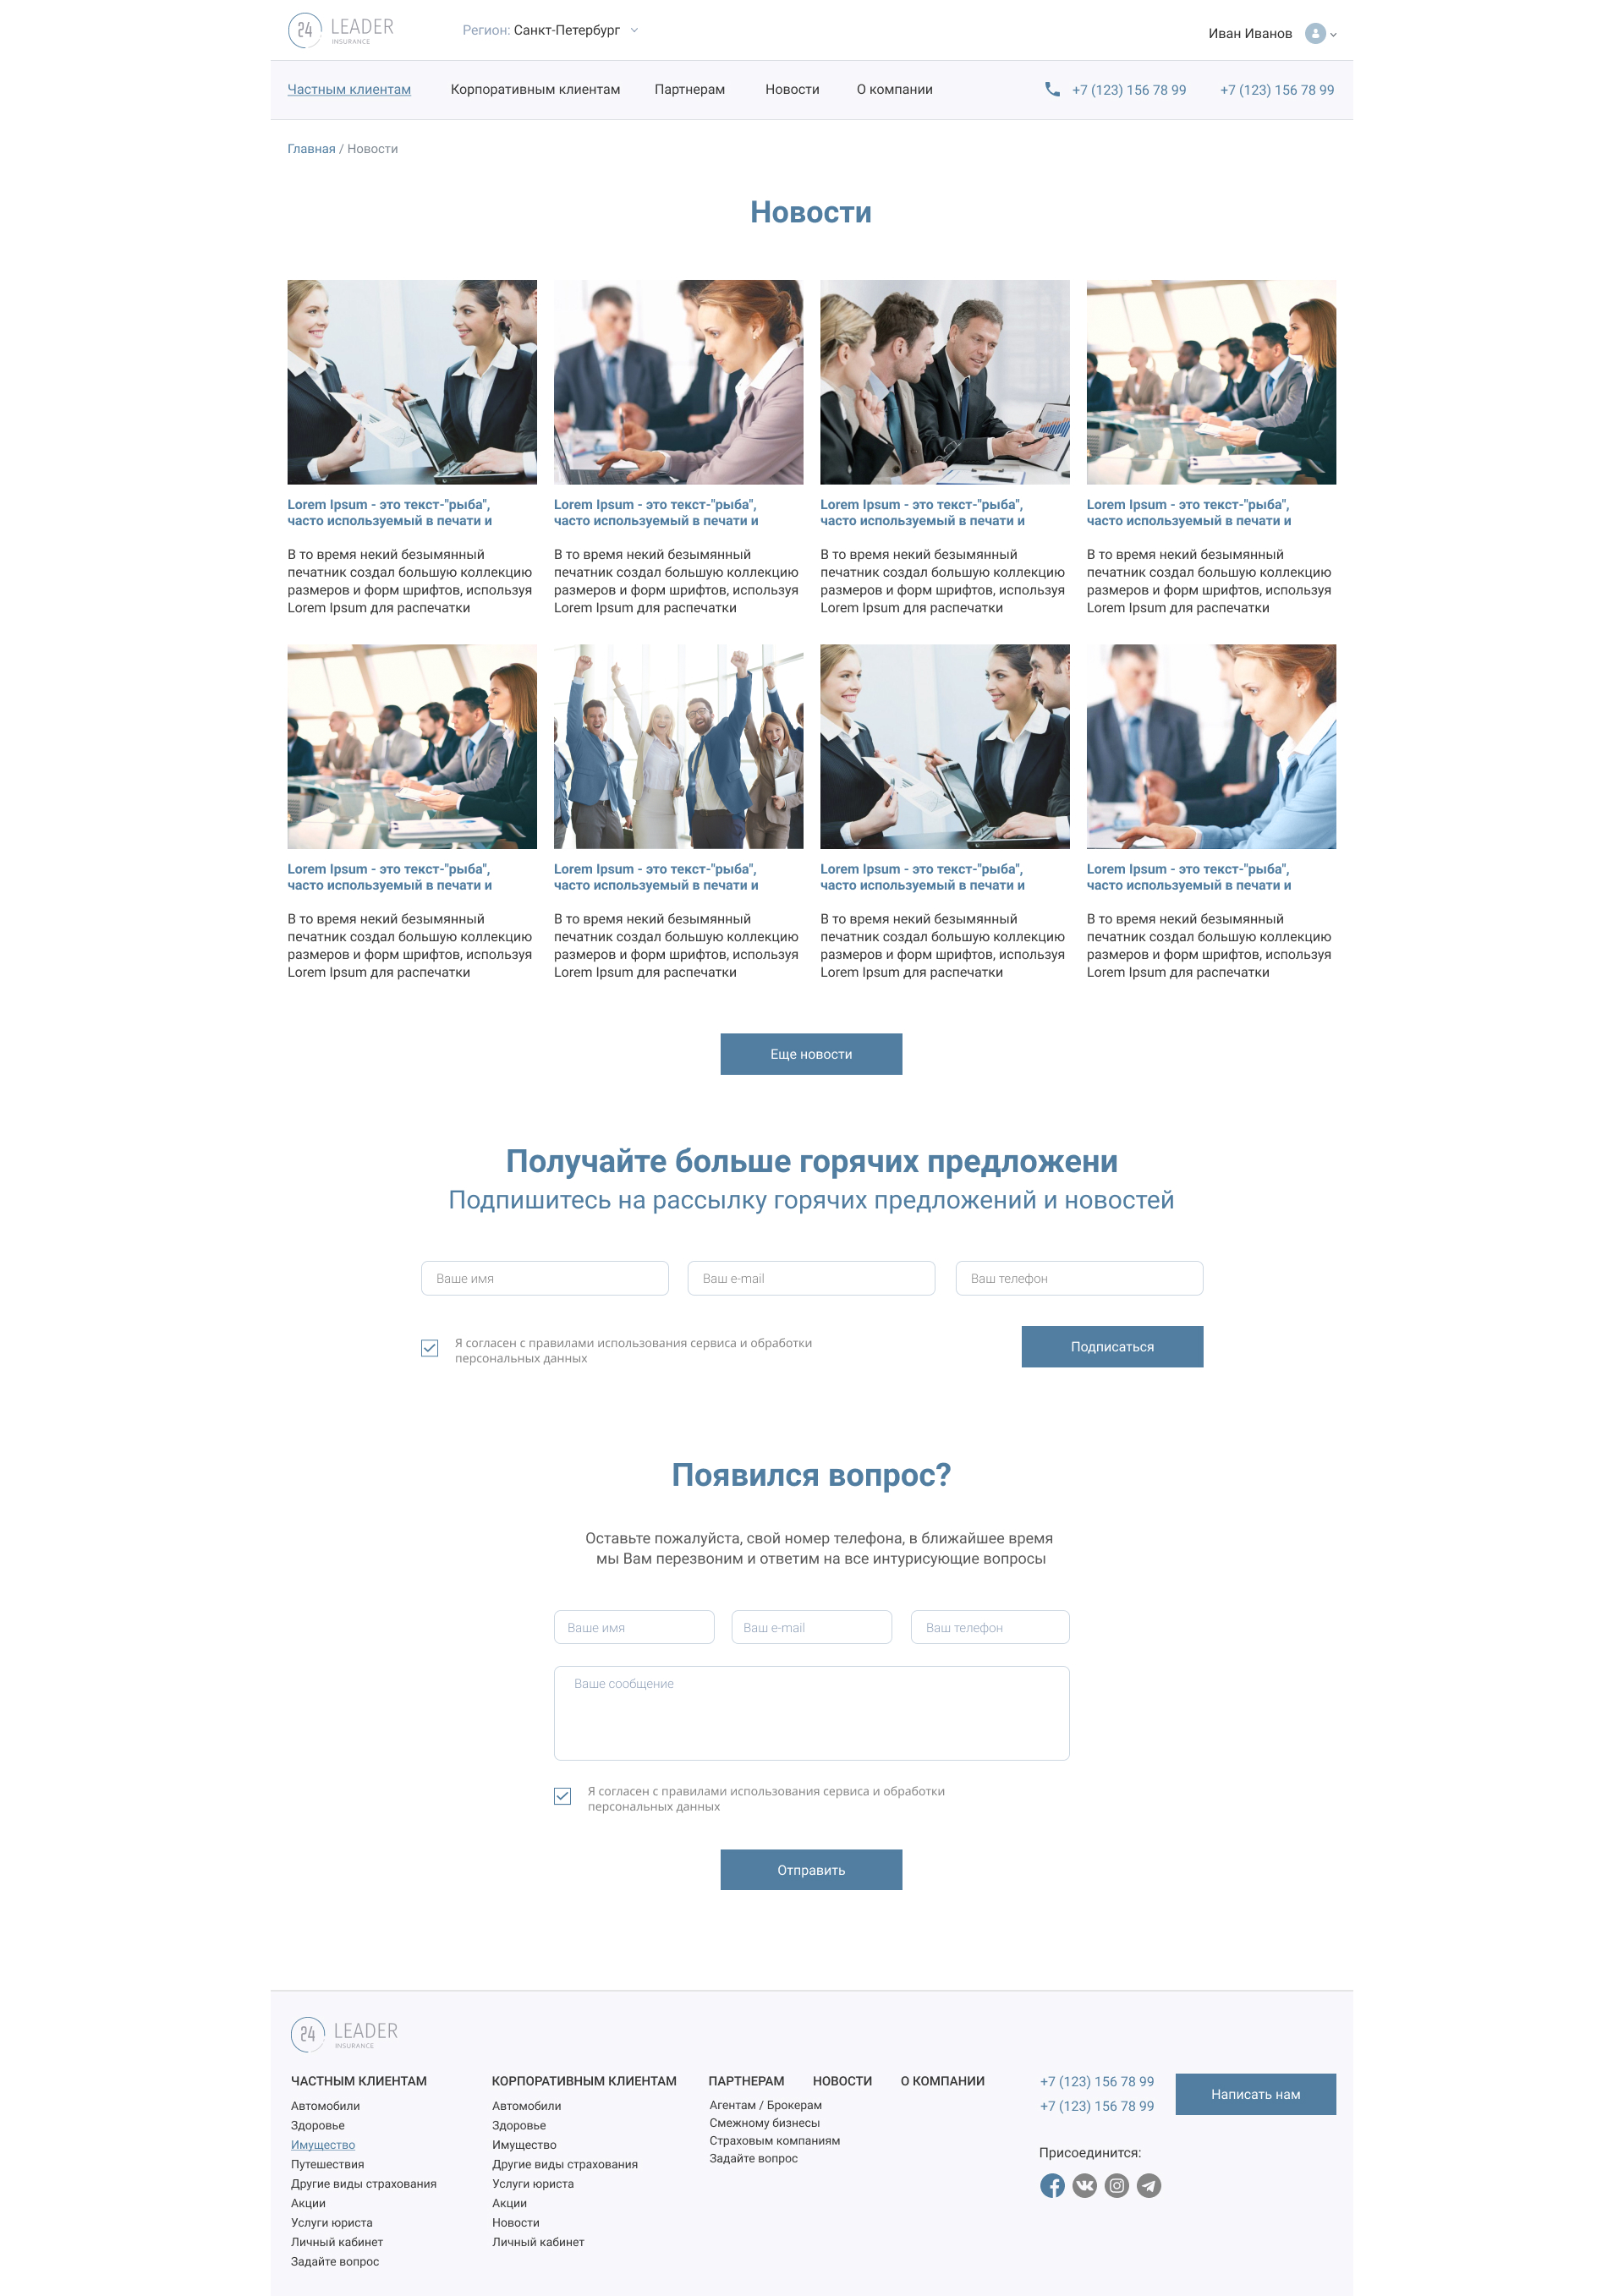 24 LEADER
INSURANCE
Регион: Санкт-Петербург
Иван Иванов
Частным клиентам
Корпоративным клиентам
Партнерам
Новости
О компании
+7 (123) 156 78 99
+7 (123) 156 78 99
Главная / Новости
Новости
Lorem Ipsum - это текст-"рыба",
часто используемый в печати и
В то время некий безымянный
печатник создал большую коллекцию
размеров и форм шрифтов, используя
Lorem Ipsum для распечатки
Lorem Ipsum - это текст-"рыба",
часто используемый в печати и
В то время некий безымянный
печатник создал большую коллекцию
размеров и форм шрифтов, используя
Lorem Ipsum для распечатки
Lorem Ipsum - это текст-"рыба",
часто используемый в печати и
В то время некий безымянный
печатник создал большую коллекцию
размеров и форм шрифтов, используя
Lorem Ipsum для распечатки
Lorem Ipsum - это текст-"рыба",
часто используемый в печати и
В то время некий безымянный
печатник создал большую коллекцию
размеров и форм шрифтов, используя
Lorem Ipsum для распечатки
Lorem Ipsum - это текст-"рыба",
часто используемый в печати и
В то время некий безымянный
печатник создал большую коллекцию
размеров и форм шрифтов, используя
Lorem Ipsum для распечатки
Lorem Ipsum - это текст-"рыба",
часто используемый в печати и
В то время некий безымянный
печатник создал большую коллекцию
размеров и форм шрифтов, используя
Lorem Ipsum для распечатки
Lorem Ipsum - это текст-"рыба",
часто используемый в печати и
В то время некий безымянный
печатник создал большую коллекцию
размеров и форм шрифтов, используя
Lorem Ipsum для распечатки
Lorem Ipsum - это текст-"рыба",
часто используемый в печати и
В то время некий безымянный
печатник создал большую коллекцию
размеров и форм шрифтов, используя
Lorem Ipsum для распечатки
Еще новости
Получайте больше горячих предложени
Подпишитесь на рассылку горячих предложений и новостей
Ваше имя
Ваш e-mail
Ваш телефон
Я согласен с правилами использования сервиса и обработки
персональных данных
Подписаться
Появился вопрос?
Оставьте пожалуйста, свой номер телефона, в ближайшее время
мы Вам перезвоним и ответим на все интурисующие вопросы
Ваше имя
Ваш e-mail
Ваш телефон
Ваше сообщение
Я согласен с правилами использования сервиса и обработки
персональных данных
Отправить
24 LEADER
INSURANCE
ЧАСТНЫМ КЛИЕНТАМ
Автомобили
Здоровье
Имущество
Путешествия
Другие виды страхования
Акции
Услуги юриста
Личный кабинет
Задайте вопрос
КОРПОРАТИВНЫМ КЛИЕНТАМ
Автомобили
Здоровье
Имущество
Другие виды страхования
Услуги юриста
Акции
Новости
Личный кабинет
ПАРТНЕРАМ
Агентам / Брокерам
Смежному бизнесы
Страховым компаниям
Задайте вопрос
НОВОСТИ
О КОМПАНИИ
+7 (123) 156 78 99
+7 (123) 156 78 99
Написать нам
Присоединится: